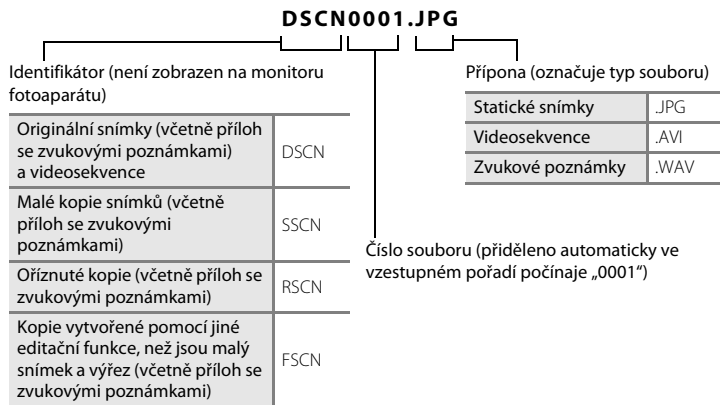 DSCN0001.JPG
Identifikátor (není zobrazen na monitoru
fotoaparátu)
Originální snímky (včetně příloh
se zvukovými poznámkami)
a videosekvence
DSCN
Malé kopie snímků (včetně
příloh se zvukovými
poznámkami)
SSCN
Oříznuté kopie (včetně příloh se
zvukovými poznámkami)
RSCN
Kopie vytvořené pomocí jiné
editační funkce, než jsou malý
snímek a výřez (včetně příloh se
zvukovými poznámkami)
FSCN
Přípona (označuje typ souboru)
Statické snímky .JPG
Videosekvence .AVI
Zvukové poznámky .WAV
Číslo souboru (přiděleno automaticky ve
vzestupném pořadí počínaje „0001“)